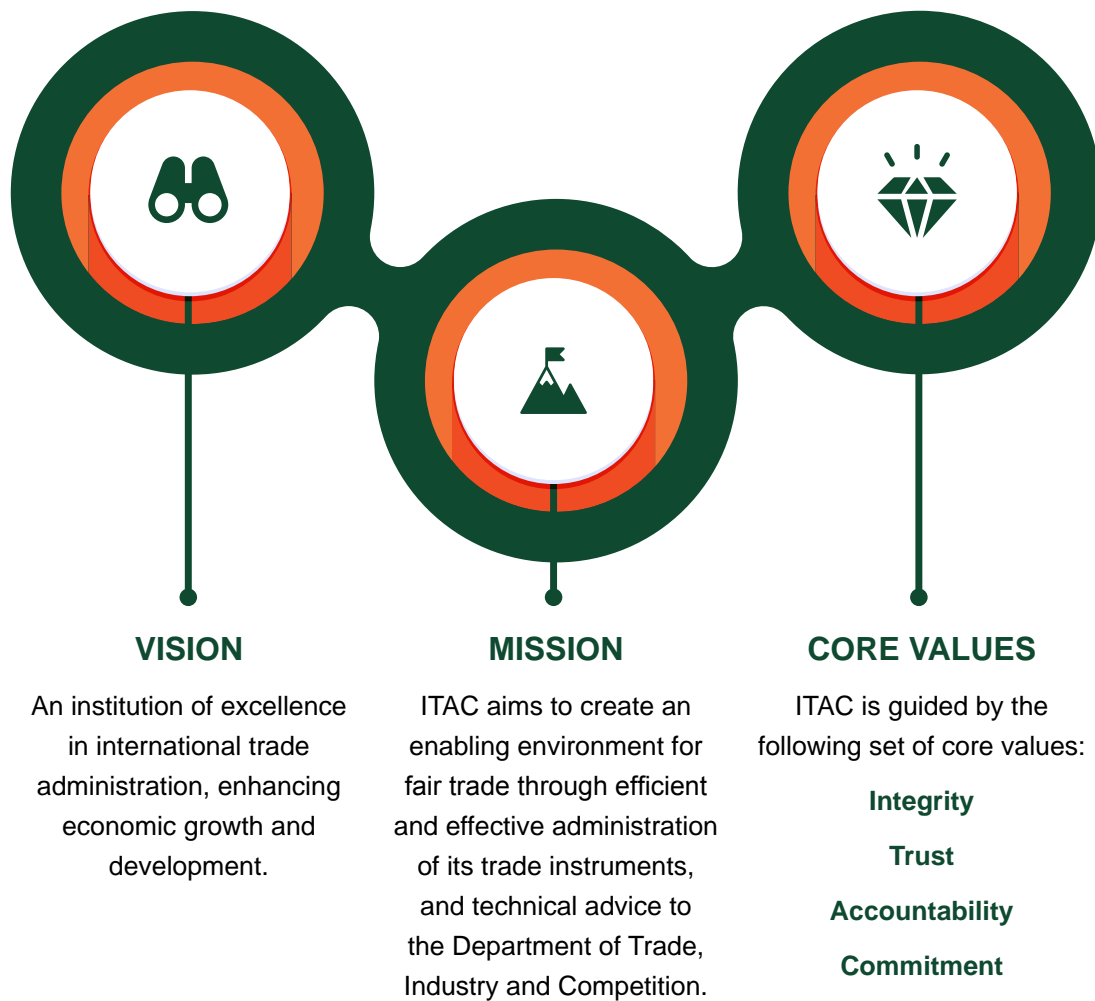 VISION
An institution of excellence
in international trade
administration, enhancing
economic growth and
development.
MISSION
ITAC aims to create an
enabling environment for
fair trade through efficient
and effective administration
of its trade instruments,
and technical advice to
the Department of Trade,
Industry and Competition.
CORE VALUES
ITAC is guided by the
following set of core values:
Integrity
Trust
Accountability
Commitment